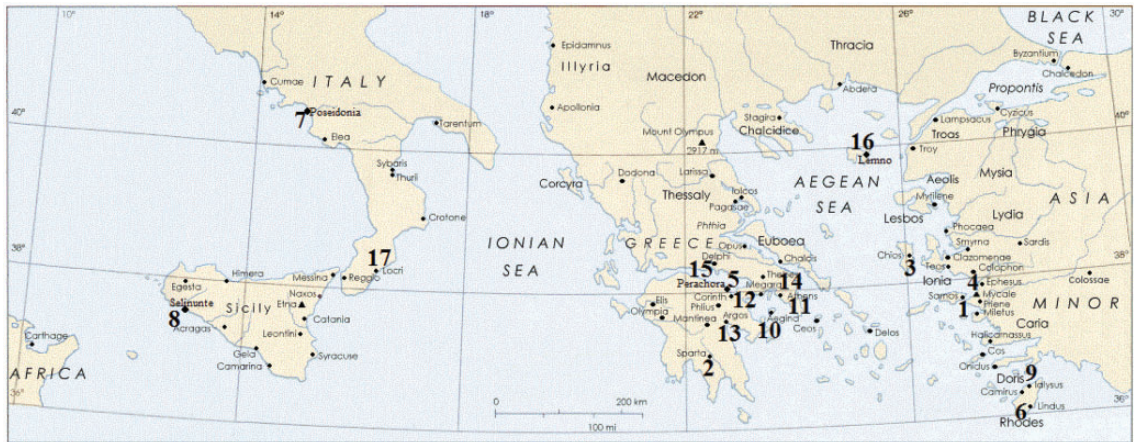 10°
14°
18°
22°
26°
30°
BLACK
SEA
Byzantium
Chalcedon
Propontis
Cyzicus
Thracia
Abdera
Epidamnus
Illyria
Macedon
Apollonia
Stagira
Chalcidice
Mount Olympus
2917 m
Cumae
ITALY
7
Poseidonia
Elea
Tarentum
Sybaris
Thurii
Crotone
40°
40°
16
Lemno
Lampsacus
Troas
Troy
Phrygia
Mysia
Aeolis
Mytilene
Lesbos
ASIA
Lydia
Corcyra
Dodona
Larissa
Thessaly
Iolcos
Pagasae
Phthia
AEGEAN
SEA
IONIAN
SEA
GREECE
Opus
Euboea
Delphi
Chalcis
Phocaea
Smyrna
Sardis
Chios
3
Clazomenae
Teos
Colophon
Colossae
Ionia
4
Ephesus
Samos
Mycale
Priene
1
Miletus
MINOR
Caria
Halicarnassus
Cos
Cnidus
Doris
9
Ialysus
Camirus
6
Lindus
Rhodes
38°
38°
17
Locri
Messina
Reggio
Himera
Egesta
Naxos
Etna
Selinunte
Sicily
8
Catania
Acragas
Leontini
Gela
Syracuse
Camarina
Carthage
AFRICA
36°
36°
15
5
Perachora
Megara
14
Corinth
12
Athens
11
Elis
Olympia
Phlius
Mantinea
Argos
13
Aegina
10
Ceos
Delos
Sparta
2
0
200 km
100 mi